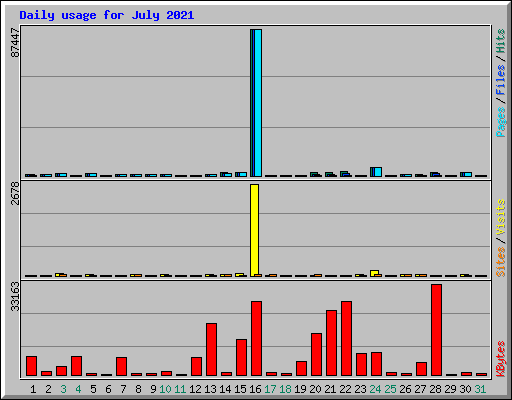 Daily usage for July 2021
87447
Pages / Files / Hits
2678
Sites / Visits
33163
KBytes
1 2 3 4 5 6 7 8 9 10 11 12 13 14 15 16 17 18 19 20 21 22 23 24 25 26 27 28 29 30 31